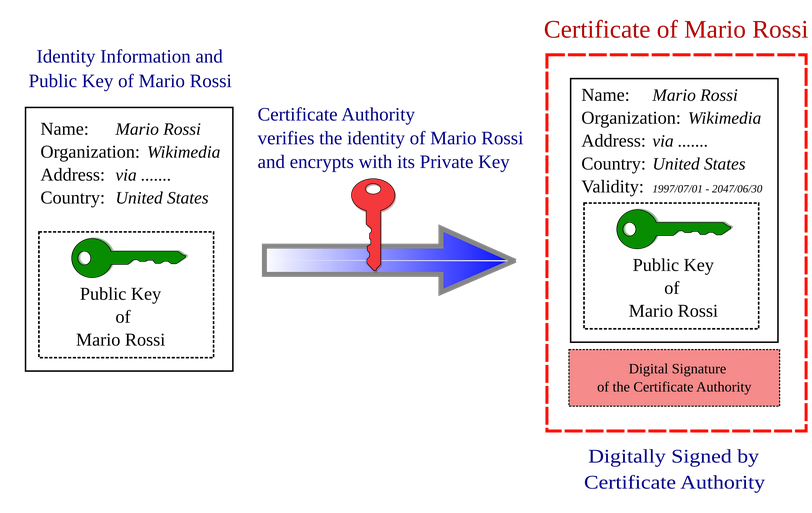 Identity Information and
Public Key of Mario Rossi
Name: Mario Rossi
Organization: Wikimedia
Address: via .......
Country: United States
Public Key
of
Mario Rossi
Certificate Authority
verifies the identity of Mario Rossi
and encrypts with its Private Key
Certificate of Mario Rossi
Name: Mario Rossi
Organization: Wikimedia
Address: via .......
Country: United States
Validity: 1997/07/01 - 2047/06/30
Public Key
of
Mario Rossi
Digital Signature
of the Certificate Authority
Digitally Signed by
Certificate Authority